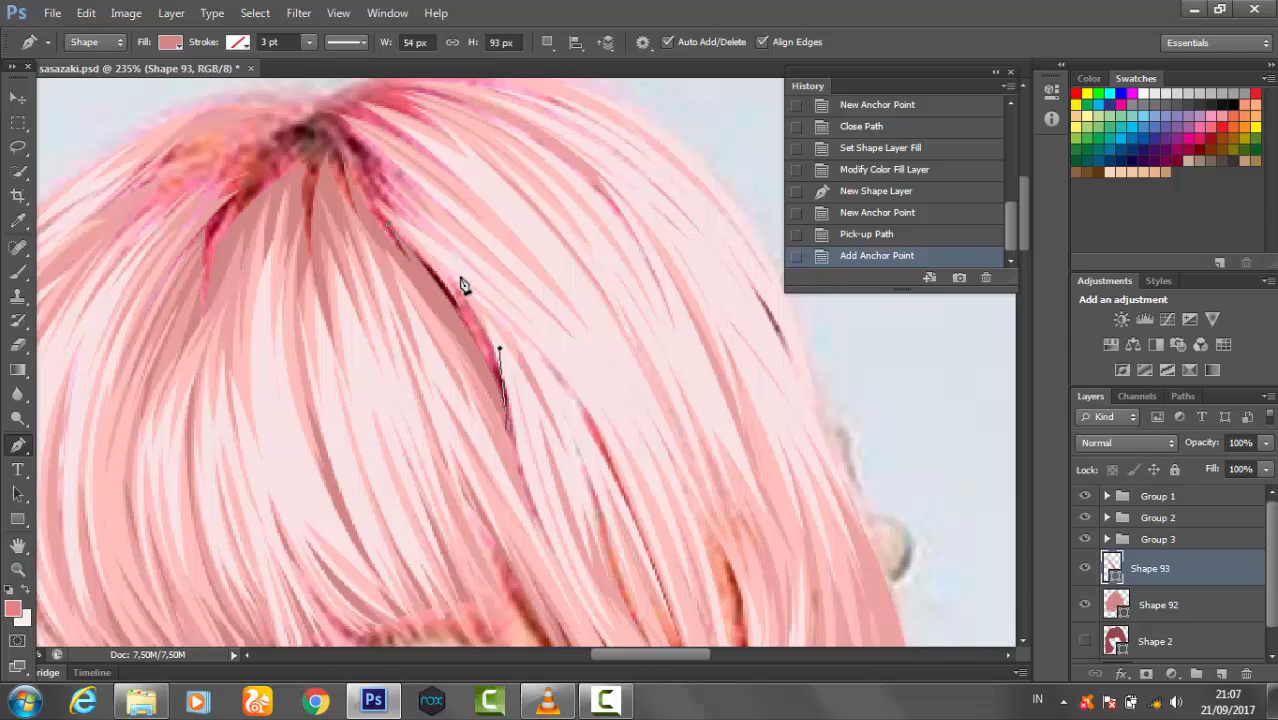 Ps File Edit Image Layer Type Select Filter View Window Help
Shape Fill: Stroke: 3 pt W: 54 px H: 93 px Auto Add/Delete Align Edges Essentials
sasazaki.psd @ 235% (Shape 93, RGB/8) *
History
New Anchor Point
Close Path
Set Shape Layer Fill
Modify Color Fill Layer
New Shape Layer
New Anchor Point
Pick-up Path
Add Anchor Point
Color Swatches
Adjustments Styles
Add an adjustment
Layers Channels Paths
Kind
Normal Opacity: 100%
Lock: Fill: 100%
Group 1
Group 2
Group 3
Shape 93
Shape 92
Shape 2
Doc: 7,50M/7,50M
ridge Timeline
Ps nox IN 21:07
21/09/2017